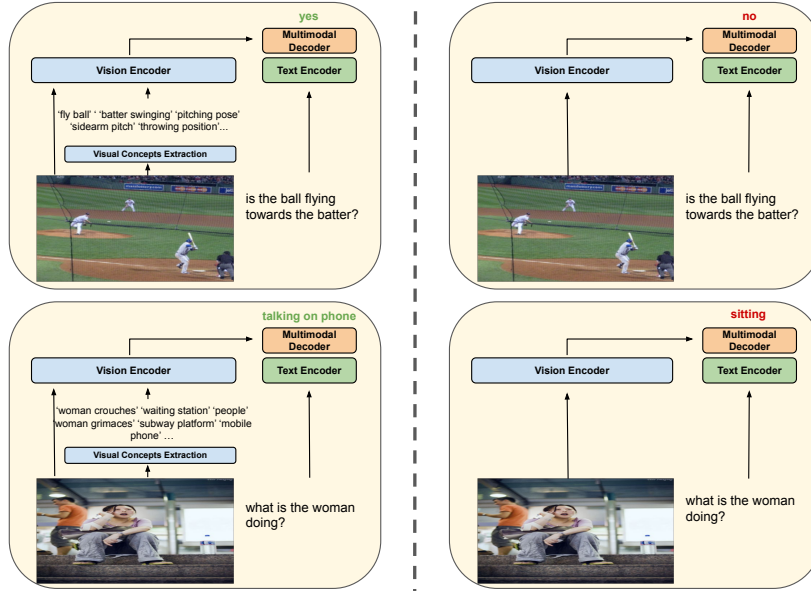 yes
Multimodal
Decoder
Vision Encoder
Text Encoder
'fly ball' ' 'batter swinging' 'pitching pose'
'sidearm pitch' 'throwing position'...
Visual Concepts Extraction
is the ball flying
towards the batter?
no
Multimodal
Decoder
Vision Encoder
Text Encoder
is the ball flying
towards the batter?
talking on phone
Multimodal
Decoder
Vision Encoder
Text Encoder
'woman crouches' 'waiting station' 'people'
'woman grimaces' 'subway platform' 'mobile
phone' ...
Visual Concepts Extraction
what is the woman
doing?
sitting
Multimodal
Decoder
Vision Encoder
Text Encoder
what is the woman
doing?